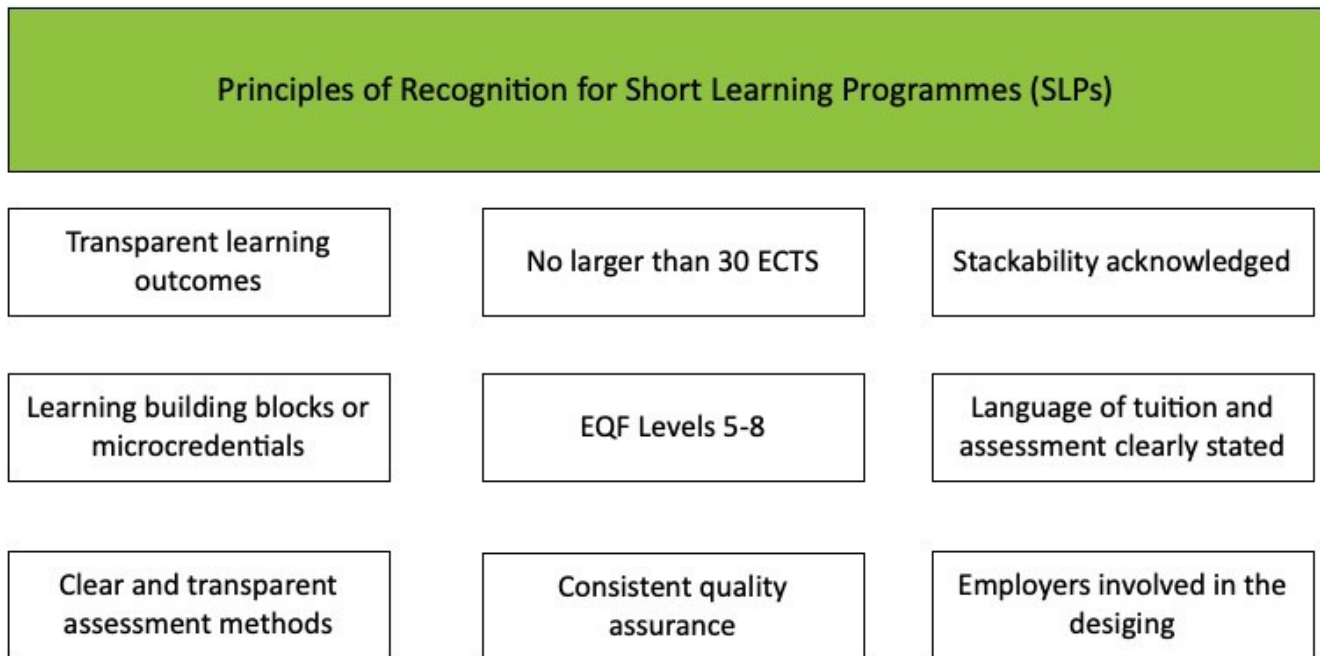 Principles of Recognition for Short Learning Programmes (SLPs)
Transparent learning
outcomes
No larger than 30 ECTS
Stackability acknowledged
Learning building blocks or
microcredentials
EQF Levels 5-8
Language of tuition and
assessment clearly stated
Clear and transparent
assessment methods
Consistent quality
assurance
Employers involved in the
desiging